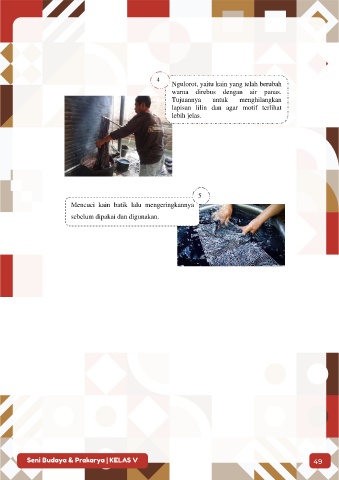 4
Nglorot, yaitu kain yang telah berubah
warna direbus dengan air panas.
Tujuannya untuk menghilangkan
lapisan lilin dan agar motif terlihat
lebih jelas.
5
Mencuci kain batik lalu mengeringkannya
sebelum dipakai dan digunakan.
Seni Budaya & Prakarya | KELAS V
49